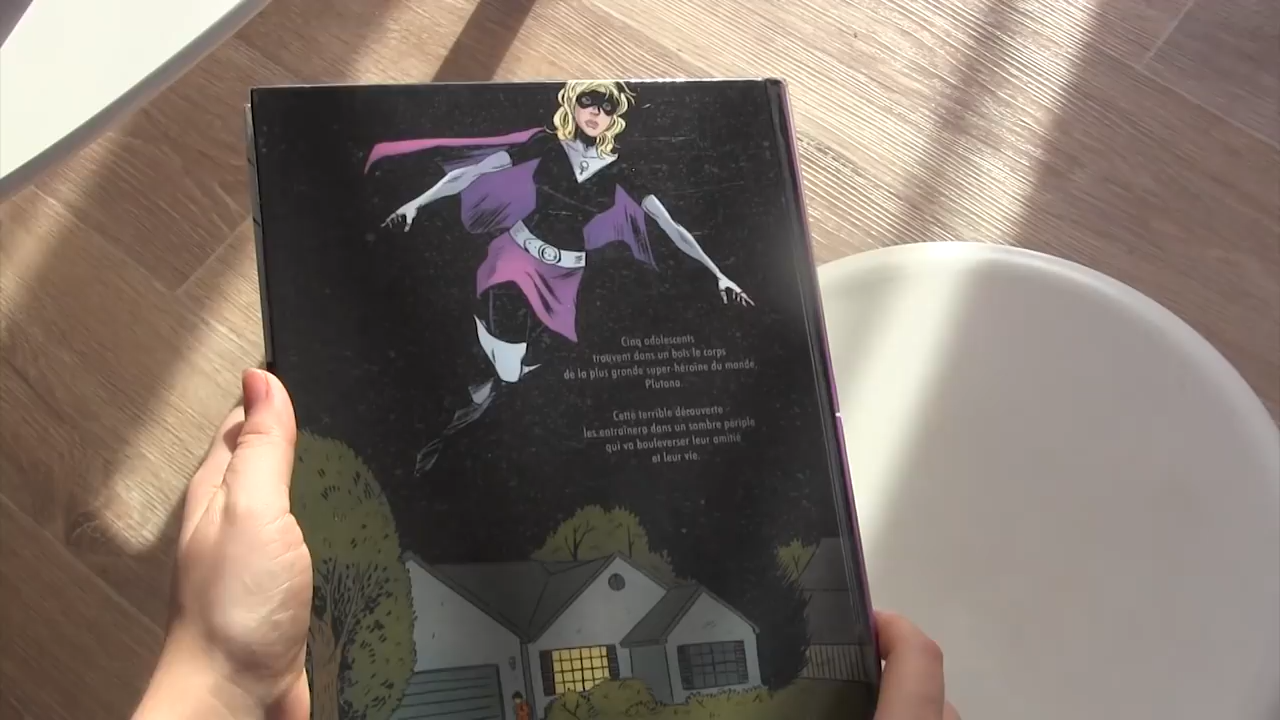 Cinq adolescents
trouvent dans un bois le corps
de la plus grande super-héroïne du monde,
Plutona.
Cette terrible découverte
les entraînera dans un sombre périple
qui va bouleverser leur amitié
et leur vie.